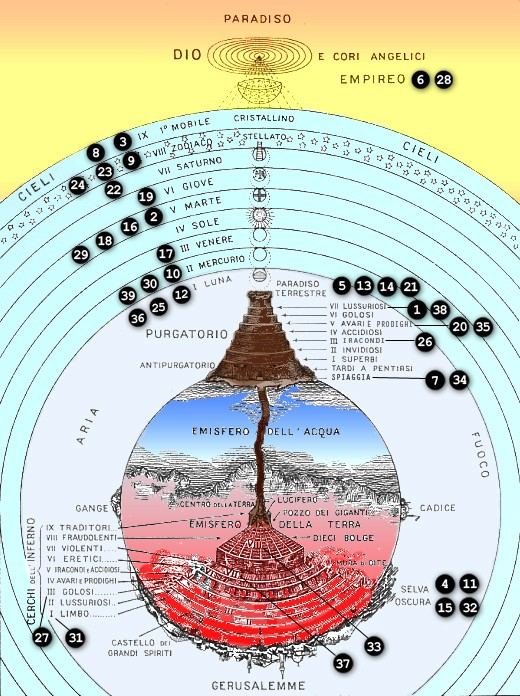 PARADISO
DIO
E CORI ANGELICI
EMPIREO 6 28
CRISTALLINO
STELLATO
CIELI
CIELI
3 IX 1º MOBILE
8 9 VIII ZODIACO
24 23 22 VII SATURNO
19 VI GIOVE
16 2 V MARTE
29 18 IV SOLE
17 III VENERE
39 30 10 II MERCURIO
36 25 12 I LUNA
PARADISO
TERRESTRE
5 13 14 21
PURGATORIO
ANTIPURGATORIO
VII LUSSURIOSI 1 38
VI GOLOSI
V AVARI E PRODIGHI 20 35
IV ACCIDIOSI
III IRACONDI 26
II INVIDIOSI
I SUPERBI
TARDI A PENTIRSI
SPIAGGIA 7 34
ARIA
FUOCO
EMISFERO DELL'ACQUA
GANGE
CADICE
CENTRO DELLA TERRA
LUCIFERO
POZZO DEI GIGANTI
EMISFERO DELLA TERRA
DIECI BOLGE
MURA DI DITE
CERCHI DELL'INFERNO
IX TRADITORI
VIII FRAUDOLENTI
VII VIOLENTI....
VI ERETICI....
V IRACONDI E ACCIDIOSI
IV AVARI E PRODIGHI
III GOLOSI
II LUSSURIOSI
I LIMBO
27 31
CASTELLO DEI
GRANDI SPIRITI
SELVA
OSCURA
4 11
15 32
33
37
GERUSALEMME